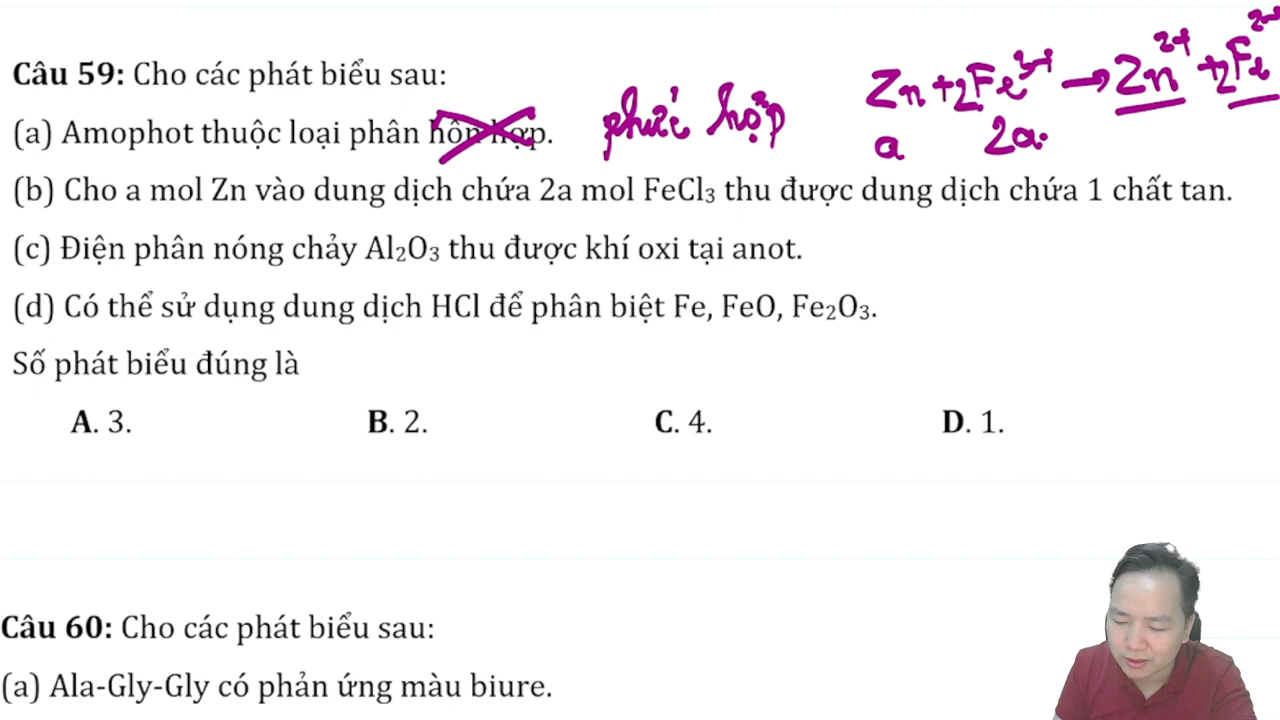 Câu 59: Cho các phát biểu sau:
(a) Amophot thuộc loại phân hỗn hợp. phức hợp
Zn + 2Fe³⁺ → Zn²⁺ + 2Fe²⁺
a 2a
(b) Cho a mol Zn vào dung dịch chứa 2a mol FeCl₃ thu được dung dịch chứa 1 chất tan.
(c) Điện phân nóng chảy Al₂O₃ thu được khí oxi tại anot.
(d) Có thể sử dụng dung dịch HCl để phân biệt Fe, FeO, Fe₂O₃.
Số phát biểu đúng là
A. 3. B. 2. C. 4. D. 1.
Câu 60: Cho các phát biểu sau:
(a) Ala-Gly-Gly có phản ứng màu biure.